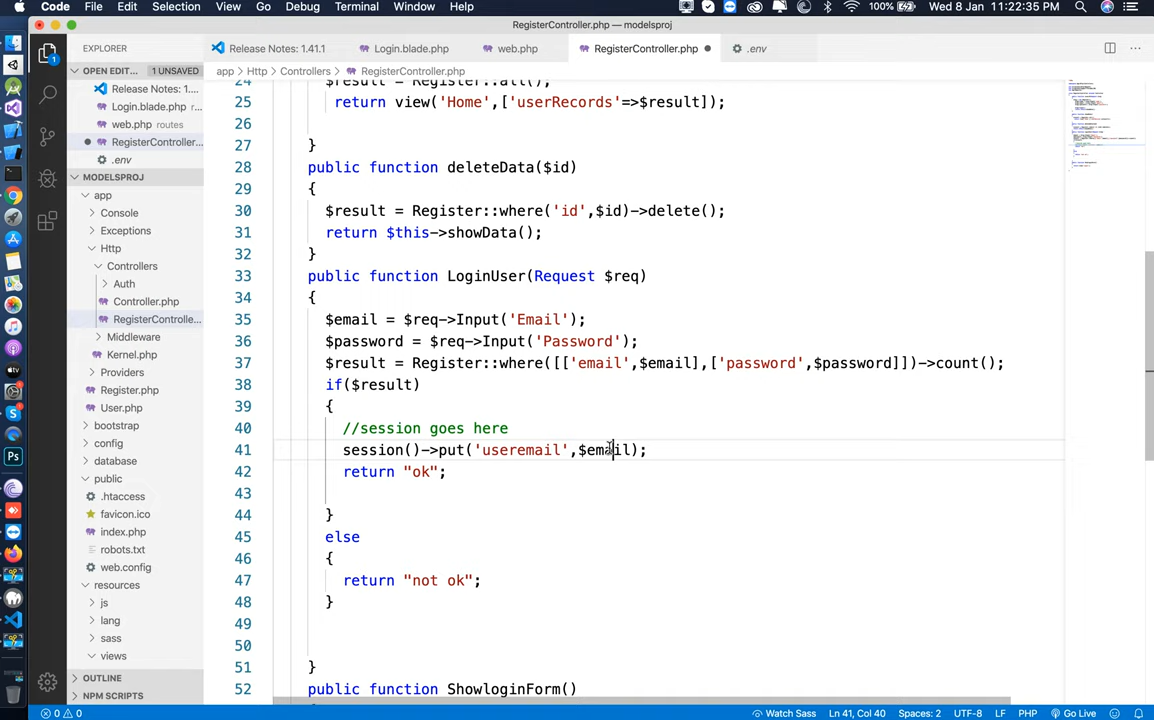 Code File Edit Selection View Go Debug Terminal Window Help 100% Wed 8 Jan 11:22:35 PM
RegisterController.php — modelsproj
EXPLORER
Release Notes: 1.41.1 Login.blade.php web.php RegisterController.php .env
OPEN EDIT... 1 UNSAVED
app > Http > Controllers > RegisterController.php
Release Notes: 1.4...
Login.blade.php r...
web.php routes
RegisterController...
.env
MODELSPROJ
app
Console
Exceptions
Http
Controllers
Auth
Controller.php
RegisterControlle...
Middleware
Kernel.php
Providers
Register.php
User.php
bootstrap
config
database
public
.htaccess
favicon.ico
index.php
robots.txt
web.config
resources
js
lang
sass
views
OUTLINE
NPM SCRIPTS
24 $result = Register::all();
25 return view('Home',['userRecords'=>$result]);
26
27 }
28 public function deleteData($id)
29 {
30 $result = Register::where('id',$id)->delete();
31 return $this->showData();
32 }
33 public function LoginUser(Request $req)
34 {
35 $email = $req->Input('Email');
36 $password = $req->Input('Password');
37 $result = Register::where([['email',$email],['password',$password]])->count();
38 if($result)
39 {
40 //session goes here
41 session()->put('useremail',$email);
42 return "ok";
43
44 }
45 else
46 {
47 return "not ok";
48 }
49
50
51 }
52 public function ShowloginForm()
0 0 Watch Sass Ln 41, Col 40 Spaces: 2 UTF-8 LF PHP Go Live